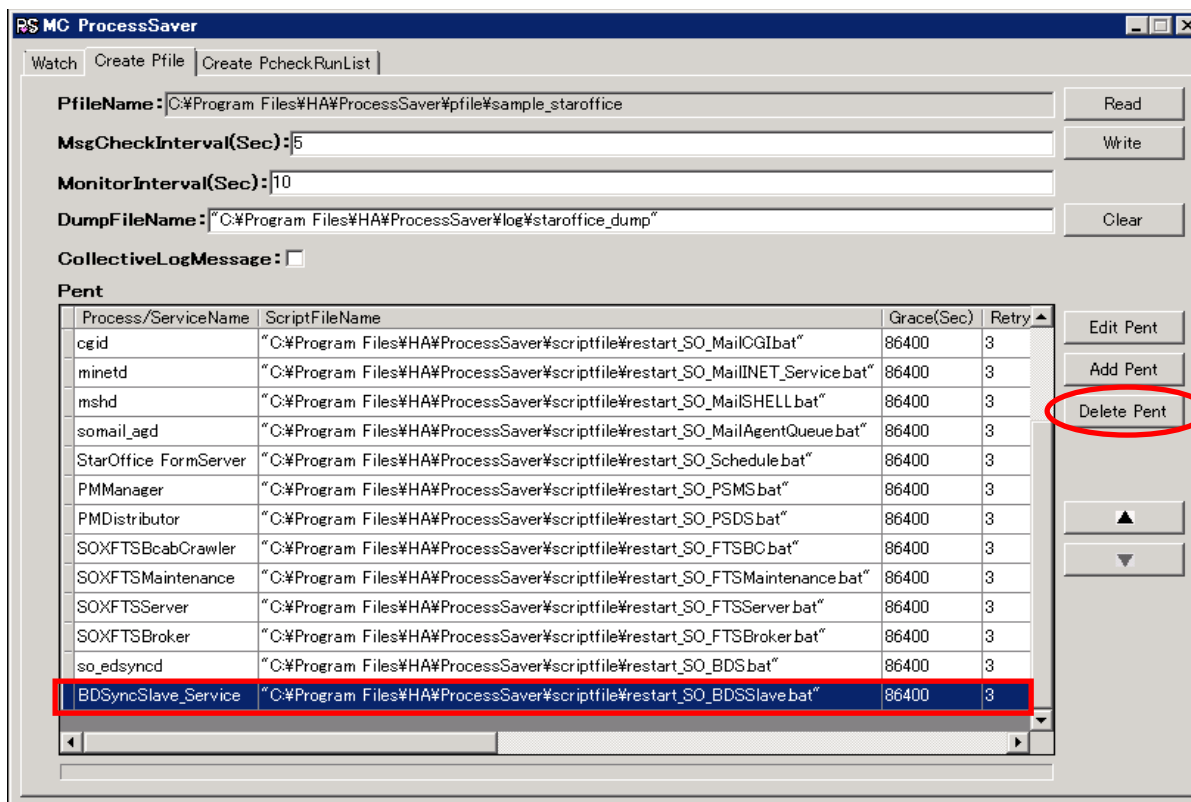 RS MC ProcessSaver
Watch Create Pfile Create PcheckRunList
PfileName: C:¥Program Files¥HA¥ProcessSaver¥pfile¥sample_staroffice Read
MsgCheckInterval(Sec): 5 Write
MonitorInterval(Sec): 10
DumpFileName: "C:¥Program Files¥HA¥ProcessSaver¥log¥staroffice_dump" Clear
CollectiveLogMessage:
Pent
Process/ServiceName ScriptFileName Grace(Sec) Retry
Edit Pent
cgid "C:¥Program Files¥HA¥ProcessSaver¥scriptfile¥restart_SO_MailCGI.bat" 86400 3
minetd "C:¥Program Files¥HA¥ProcessSaver¥scriptfile¥restart_SO_MailINET_Service.bat" 86400 3
Add Pent
mshd "C:¥Program Files¥HA¥ProcessSaver¥scriptfile¥restart_SO_MailSHELL.bat" 86400 3
Delete Pent
somail_agd "C:¥Program Files¥HA¥ProcessSaver¥scriptfile¥restart_SO_MailAgentQueue.bat" 86400 3
StarOffice FormServer "C:¥Program Files¥HA¥ProcessSaver¥scriptfile¥restart_SO_Schedule.bat" 86400 3
PMManager "C:¥Program Files¥HA¥ProcessSaver¥scriptfile¥restart_SO_PSMS.bat" 86400 3
PMDistributor "C:¥Program Files¥HA¥ProcessSaver¥scriptfile¥restart_SO_PSDS.bat" 86400 3
SOXFTSBcabCrawler "C:¥Program Files¥HA¥ProcessSaver¥scriptfile¥restart_SO_FTSBC.bat" 86400 3
SOXFTSMaintenance "C:¥Program Files¥HA¥ProcessSaver¥scriptfile¥restart_SO_FTSMaintenance.bat" 86400 3
SOXFTSServer "C:¥Program Files¥HA¥ProcessSaver¥scriptfile¥restart_SO_FTSServer.bat" 86400 3
SOXFTSBroker "C:¥Program Files¥HA¥ProcessSaver¥scriptfile¥restart_SO_FTSBroker.bat" 86400 3
so_edsyncd "C:¥Program Files¥HA¥ProcessSaver¥scriptfile¥restart_SO_BDS.bat" 86400 3
BDSyncSlave_Service "C:¥Program Files¥HA¥ProcessSaver¥scriptfile¥restart_SO_BDSSlave.bat" 86400 3